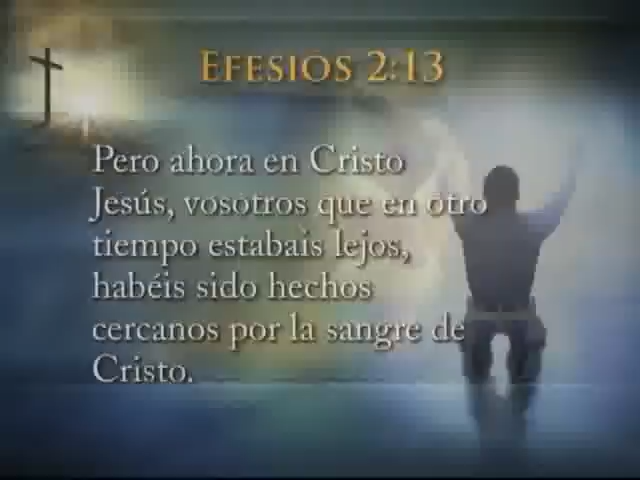 EFESIOS 2:13
Pero ahora en Cristo
Jesús, vosotros que en otro
tiempo estabais lejos,
habéis sido hechos
cercanos por la sangre de
Cristo.